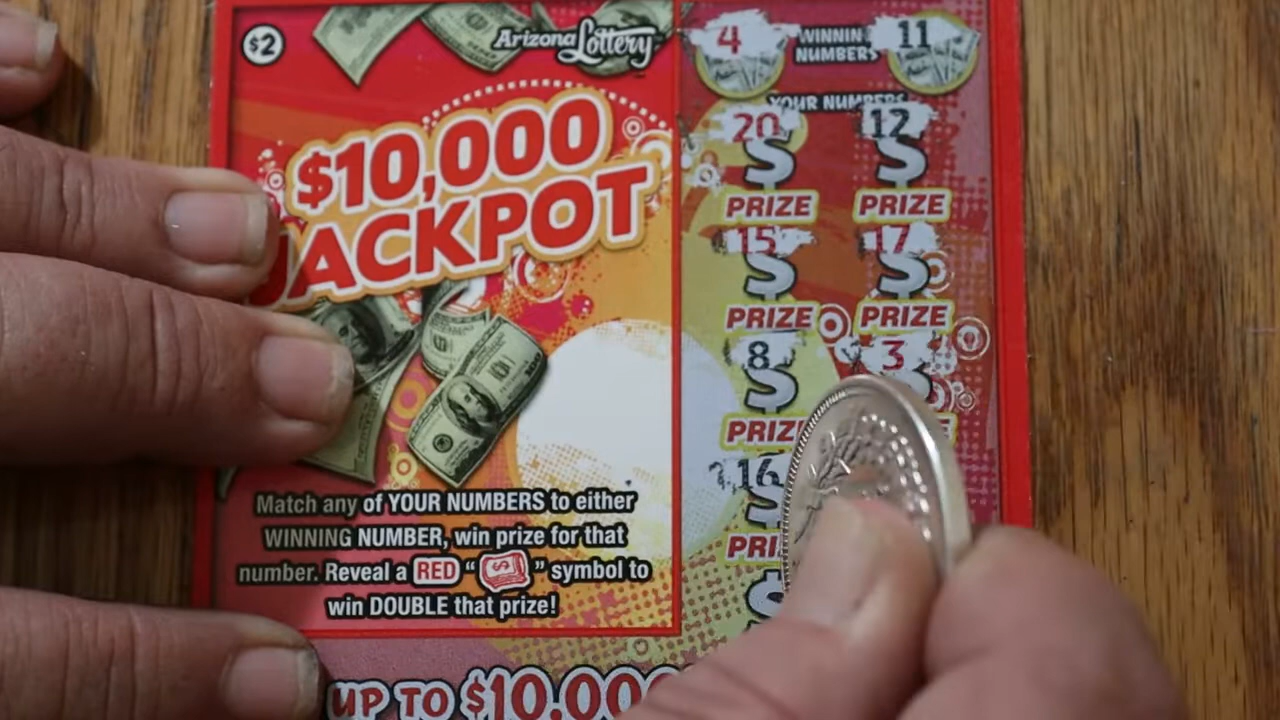 $2
Arizona Lottery
$10,000
JACKPOT
Match any of YOUR NUMBERS to either
WINNING NUMBER, win prize for that
number. Reveal a RED “ $ ” symbol to
win DOUBLE that prize!
UP TO $10,000
4 WINNING NUMBERS 11
YOUR NUMBERS
20 12
$ $
PRIZE PRIZE
15 17
$ $
PRIZE PRIZE
8 3
$ $
PRIZE
16
$
$